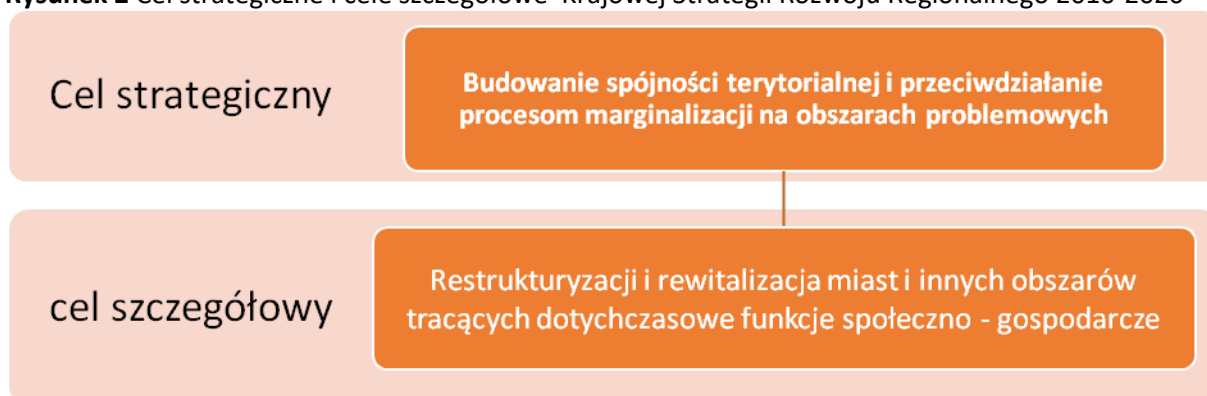 Cel strategiczny
Budowanie spójności terytorialnej i przeciwdziałanie
procesom marginalizacji na obszarach problemowych
cel szczegółowy
Restrukturyzacji i rewitalizacja miast i innych obszarów
tracących dotychczasowe funkcje społeczno - gospodarcze